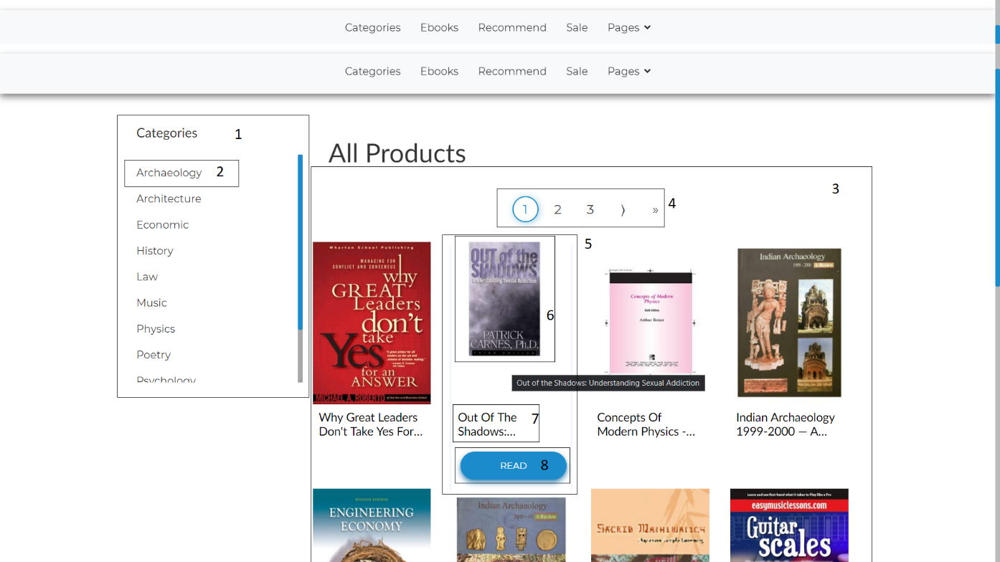 Categories Ebooks Recommend Sale Pages
Categories Ebooks Recommend Sale Pages
Categories 1
Archaeology 2
Architecture
Economic
History
Law
Music
Physics
Poetry
Psychology
All Products
3
1 2 3 ⟩ » 4
Wharton School Publishing
MANAGING FOR
CONFLICT AND CONSENSUS
why
GREAT
Leaders
don't
take
Yes
for an
ANSWER
MICHAEL A. ROBERTO
Why Great Leaders
Don't Take Yes For...
5
OUT of the
SHADOWS
Understanding Sexual Addiction
6
PATRICK
CARNES, Ph.D.
THIRD EDITION
Out of the Shadows: Understanding Sexual Addiction
Out Of The 7
Shadows:...
READ 8
Concepts of Modern
Physics
Sixth Edition
Arthur Beiser
Concepts Of
Modern Physics -...
Indian Archaeology
1999-2000 A Review
Indian Archaeology
1999-2000 — A...
SEVENTH EDITION
ENGINEERING
ECONOMY
Indian Archaeology
2000-01 A Review
SACRED MATHEMATICS
Japanese Temple Geometry
Learn and see first-hand what it takes to Play like a Pro
easymusiclessons.com
Guitar
scales